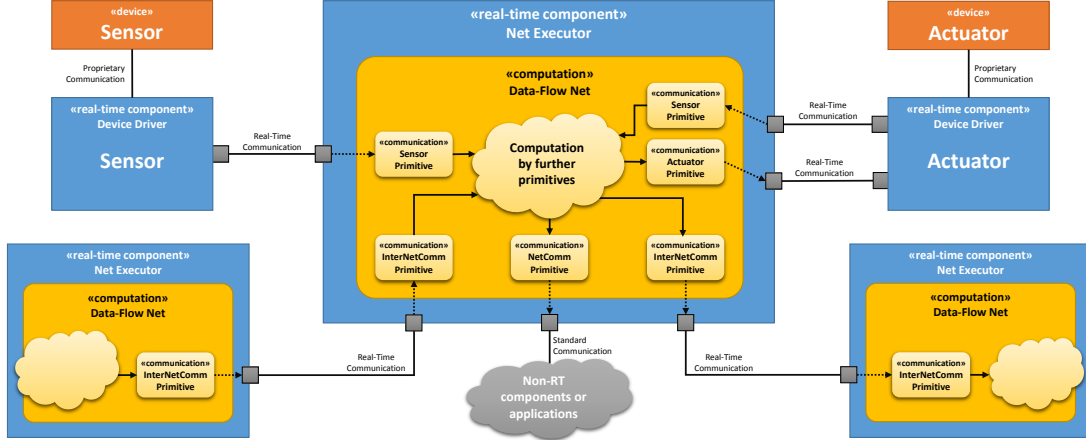 «device»
Sensor
Proprietary
Communication
«real-time component»
Device Driver
Sensor
Real-Time
Communication
«real-time component»
Net Executor
«computation»
Data-Flow Net
«communication»
Sensor
Primitive
Computation
by further
primitives
«communication»
Sensor
Primitive
«communication»
Actuator
Primitive
«communication»
InterNetComm
Primitive
«communication»
NetComm
Primitive
«communication»
InterNetComm
Primitive
«device»
Actuator
Proprietary
Communication
Real-Time
Communication
«real-time component»
Device Driver
Actuator
Real-Time
Communication
«real-time component»
Net Executor
«computation»
Data-Flow Net
«communication»
InterNetComm
Primitive
Real-Time
Communication
Standard
Communication
Non-RT
components or
applications
Real-Time
Communication
«real-time component»
Net Executor
«computation»
Data-Flow Net
«communication»
InterNetComm
Primitive